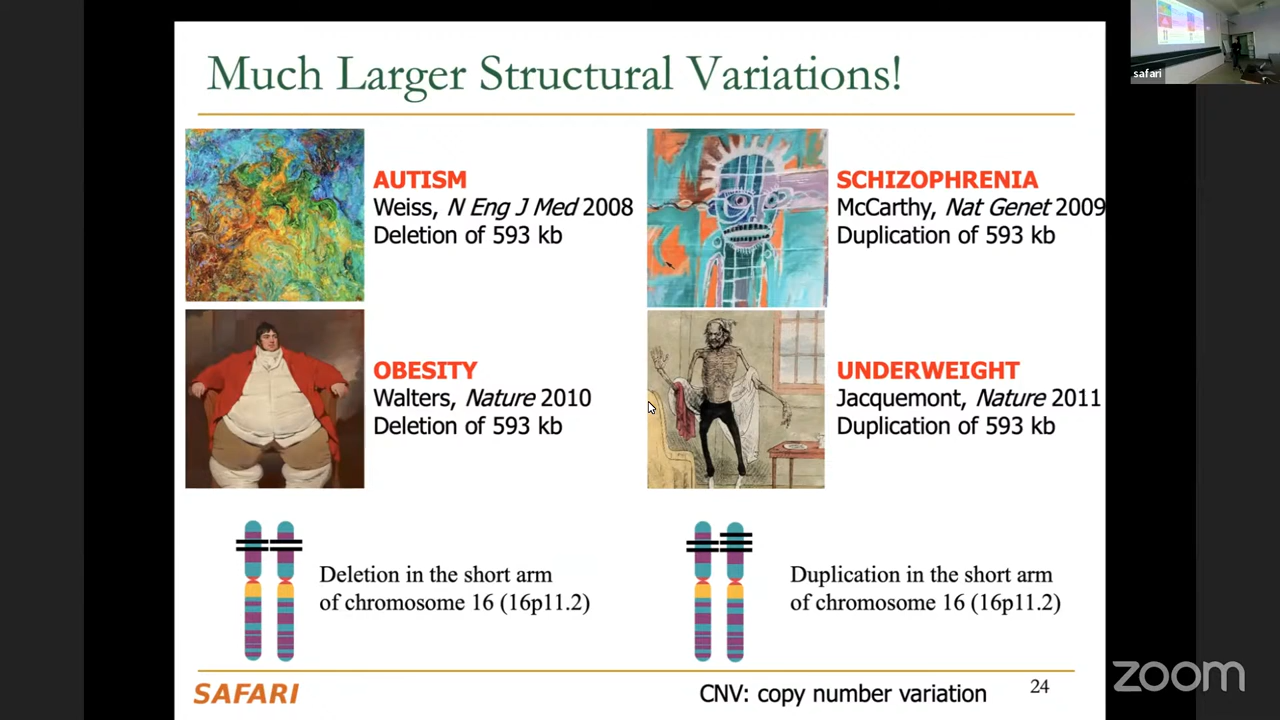 Much Larger Structural Variations!
AUTISM
Weiss, N Eng J Med 2008
Deletion of 593 kb
SCHIZOPHRENIA
McCarthy, Nat Genet 2009
Duplication of 593 kb
OBESITY
Walters, Nature 2010
Deletion of 593 kb
UNDERWEIGHT
Jacquemont, Nature 2011
Duplication of 593 kb
Deletion in the short arm
of chromosome 16 (16p11.2)
Duplication in the short arm
of chromosome 16 (16p11.2)
SAFARI
CNV: copy number variation
24
safari
zoom